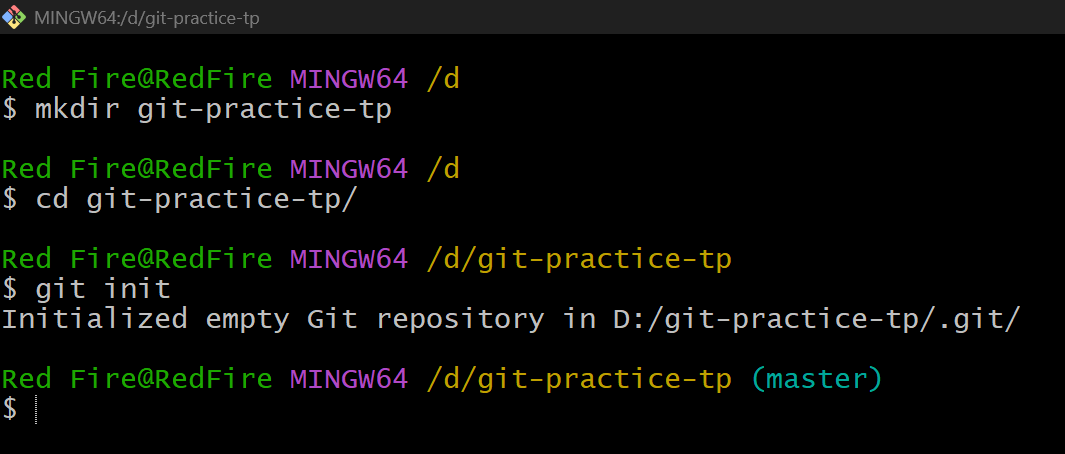 MINGW64:/d/git-practice-tp
Red Fire@RedFire MINGW64 /d
$ mkdir git-practice-tp
Red Fire@RedFire MINGW64 /d
$ cd git-practice-tp/
Red Fire@RedFire MINGW64 /d/git-practice-tp
$ git init
Initialized empty Git repository in D:/git-practice-tp/.git/
Red Fire@RedFire MINGW64 /d/git-practice-tp (master)
$